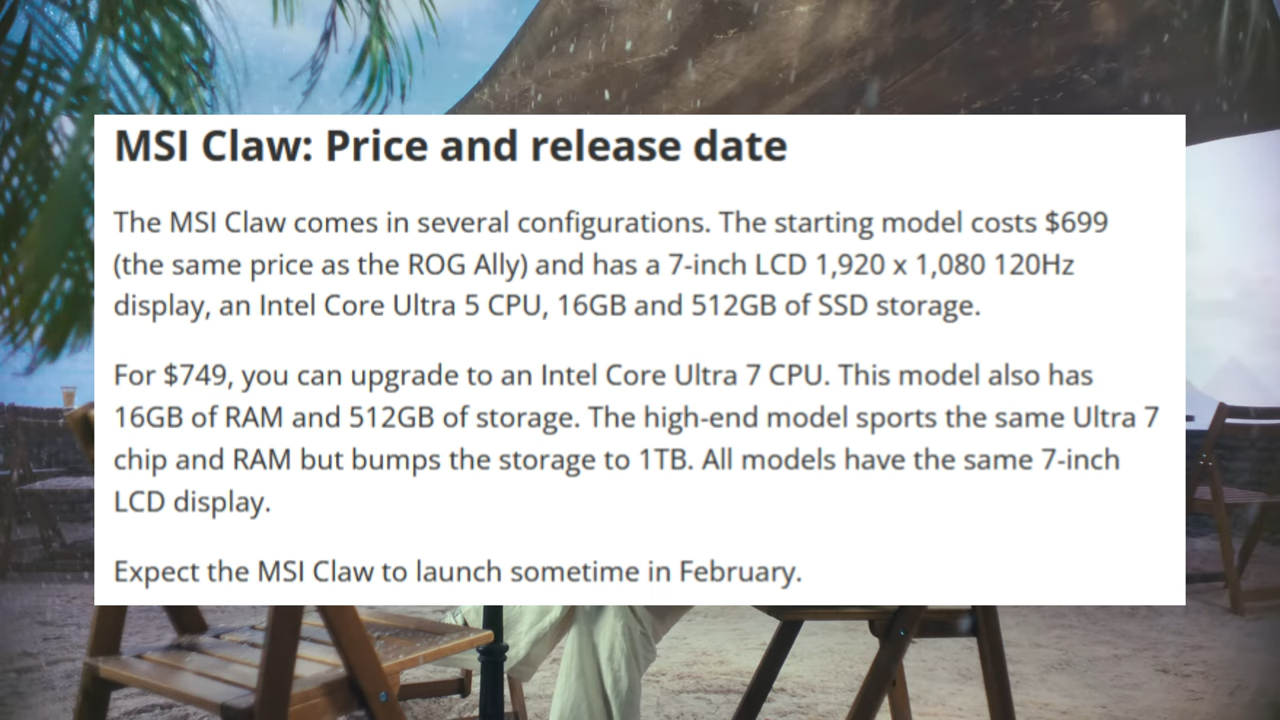 MSI Claw: Price and release date
The MSI Claw comes in several configurations. The starting model costs $699
(the same price as the ROG Ally) and has a 7-inch LCD 1,920 x 1,080 120Hz
display, an Intel Core Ultra 5 CPU, 16GB and 512GB of SSD storage.
For $749, you can upgrade to an Intel Core Ultra 7 CPU. This model also has
16GB of RAM and 512GB of storage. The high-end model sports the same Ultra 7
chip and RAM but bumps the storage to 1TB. All models have the same 7-inch
LCD display.
Expect the MSI Claw to launch sometime in February.